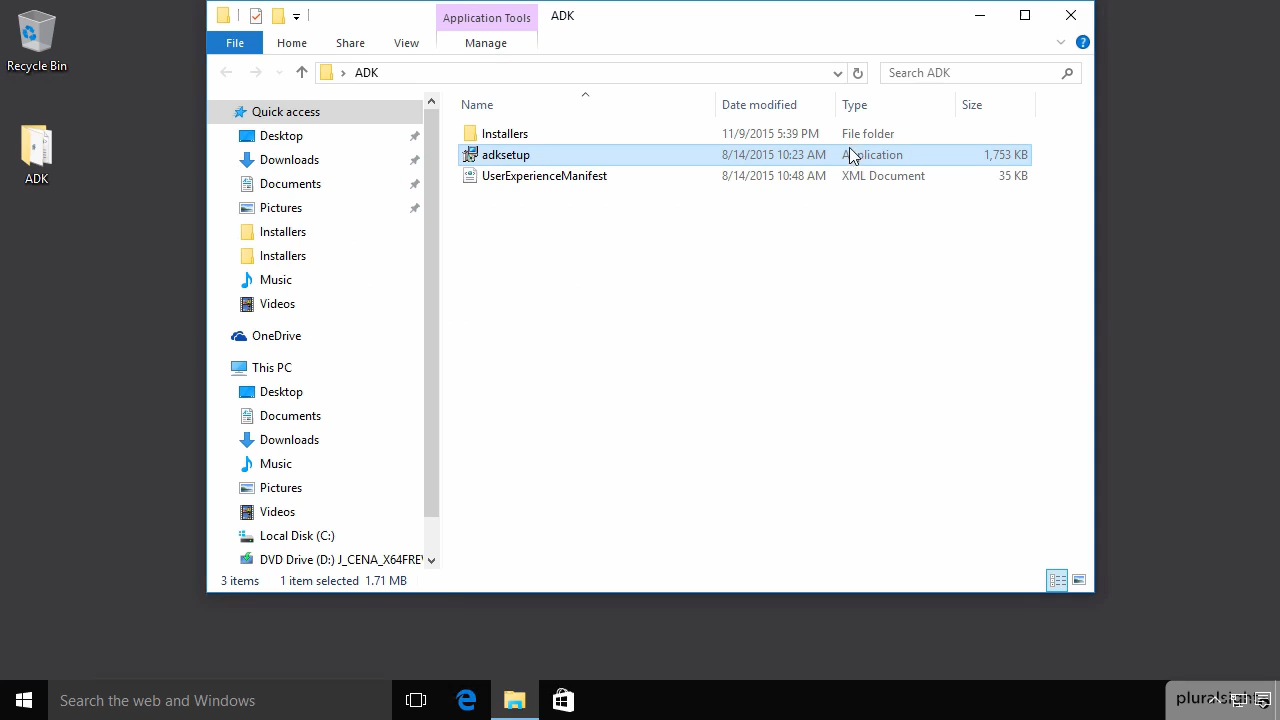 Recycle Bin
ADK
Application Tools
ADK
File
Home
Share
View
Manage
ADK
Search ADK
Name
Date modified
Type
Size
Installers
11/9/2015 5:39 PM
File folder
adksetup
8/14/2015 10:23 AM
Application
1,753 KB
UserExperienceManifest
8/14/2015 10:48 AM
XML Document
35 KB
Quick access
Desktop
Downloads
Documents
Pictures
Installers
Installers
Music
Videos
OneDrive
This PC
Desktop
Documents
Downloads
Music
Pictures
Videos
Local Disk (C:)
DVD Drive (D:) J_CENA_X64FREV
3 items
1 item selected 1.71 MB
Search the web and Windows